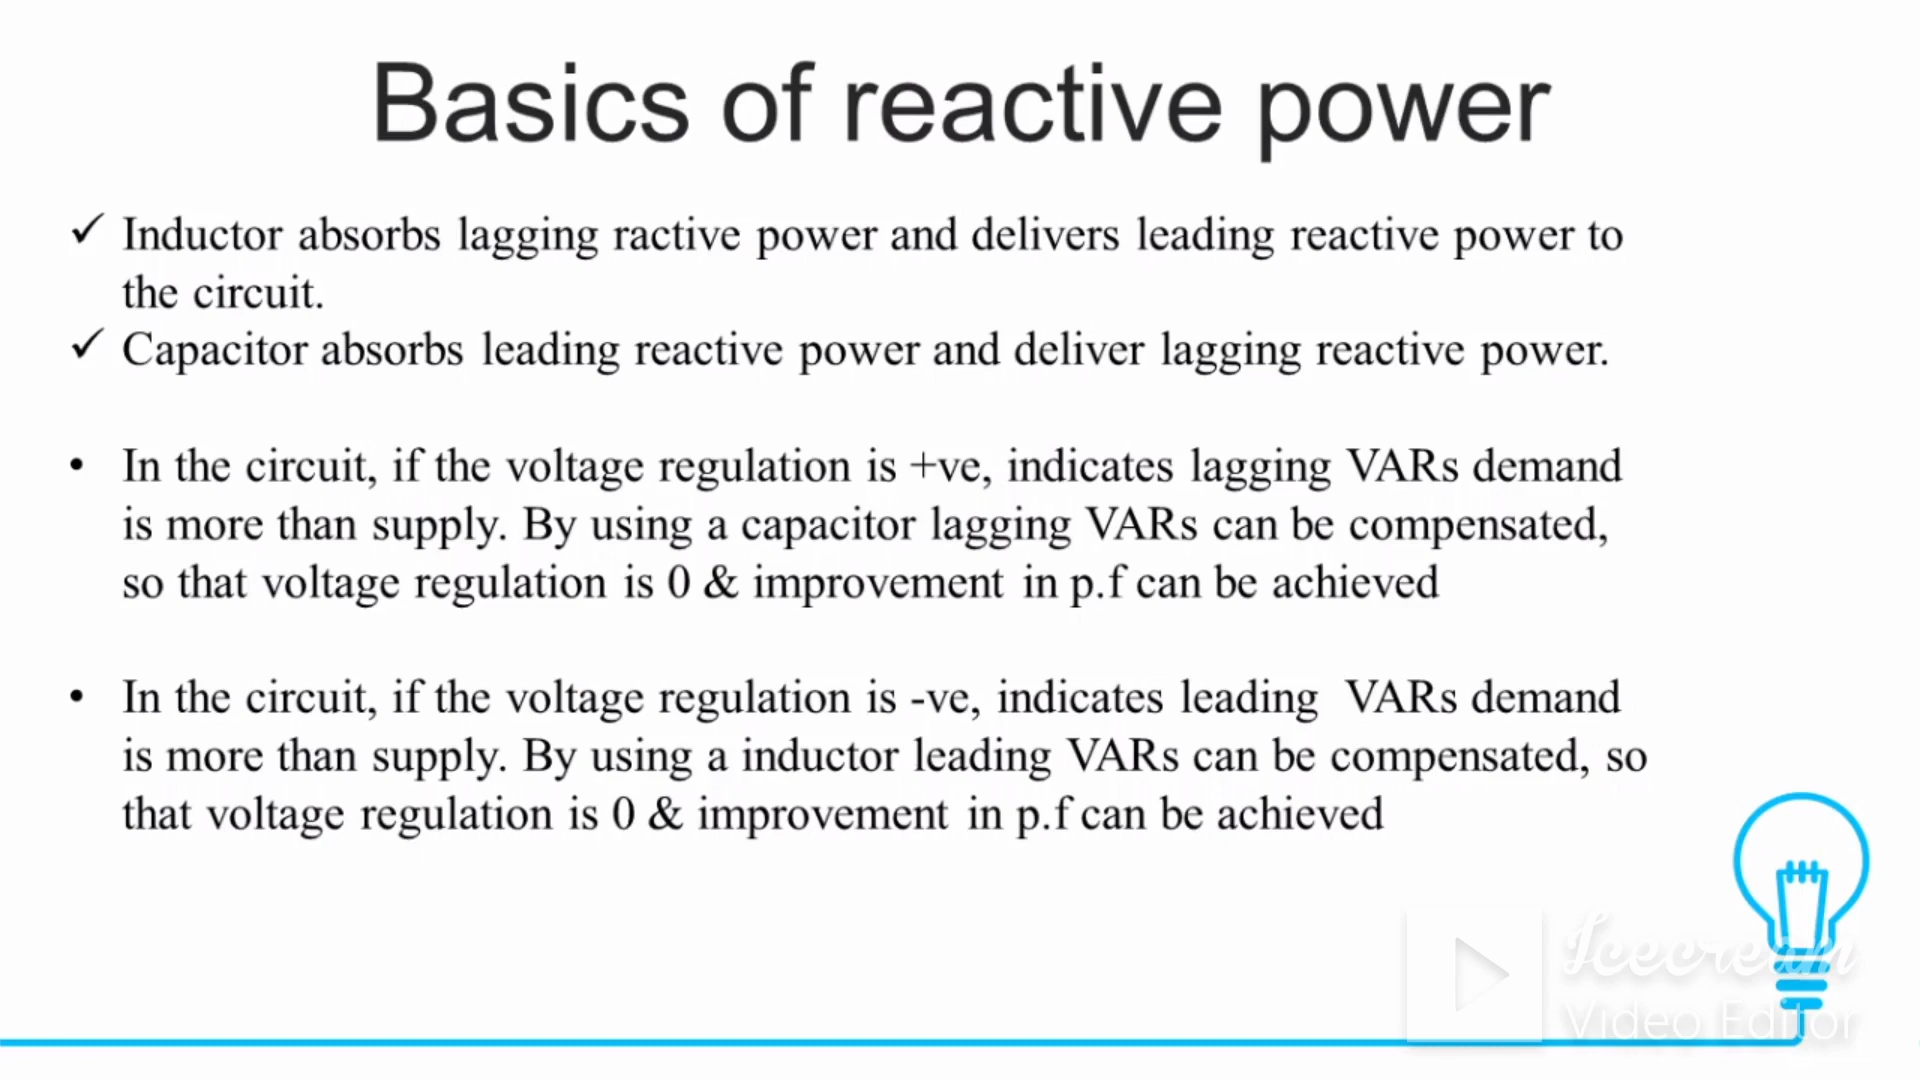 Basics of reactive power
✓ Inductor absorbs lagging ractive power and delivers leading reactive power to
the circuit.
✓ Capacitor absorbs leading reactive power and deliver lagging reactive power.
• In the circuit, if the voltage regulation is +ve, indicates lagging VARs demand
is more than supply. By using a capacitor lagging VARs can be compensated,
so that voltage regulation is 0 & improvement in p.f can be achieved
• In the circuit, if the voltage regulation is -ve, indicates leading VARs demand
is more than supply. By using a inductor leading VARs can be compensated, so
that voltage regulation is 0 & improvement in p.f can be achieved
Icecream
Video Editor